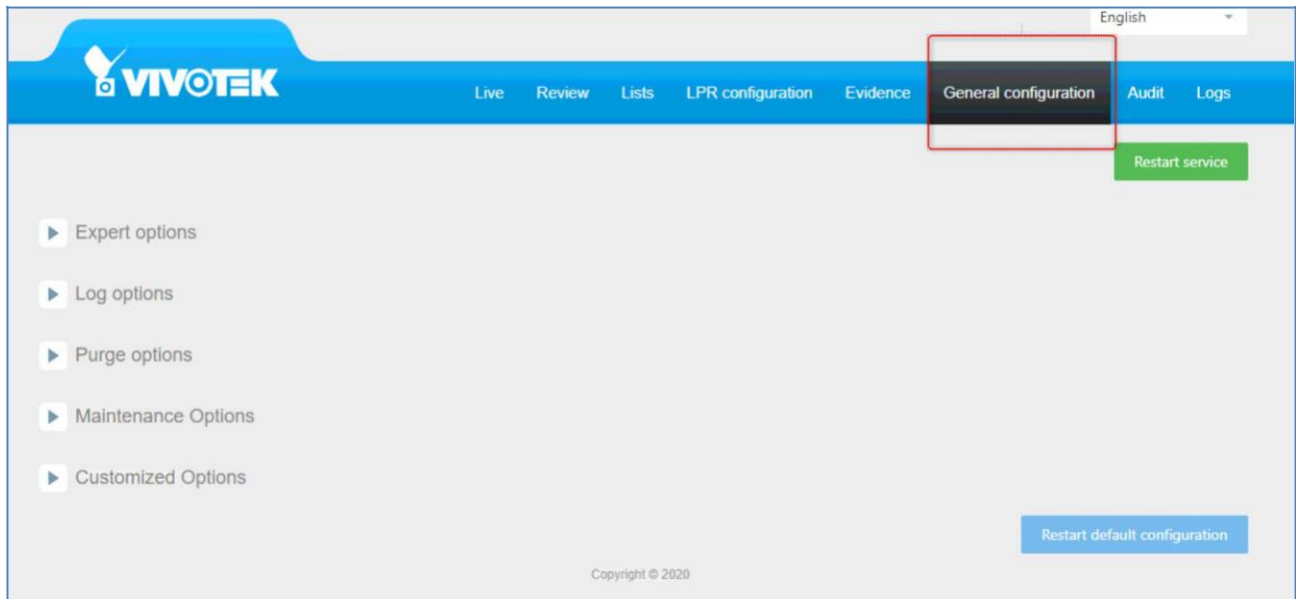 English
VIVOTEK
Live Review Lists LPR configuration Evidence General configuration Audit Logs
Restart service
Expert options
Log options
Purge options
Maintenance Options
Customized Options
Restart default configuration
Copyright © 2020